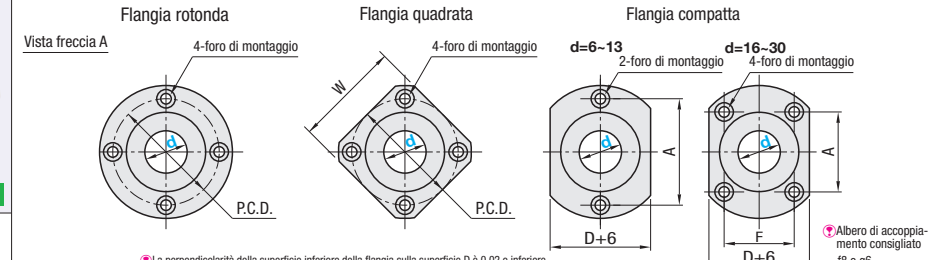 Flangia rotonda
Flangia quadrata
Flangia compatta
Vista freccia A
4-foro di montaggio
4-foro di montaggio
d=6~13
2-foro di montaggio
d=16~30
4-foro di montaggio
W
d
d
d
d
A
A
P.C.D.
P.C.D.
D+6
F
D+6
Albero di accoppia-
mento consigliato
f8 o g6
La perpendicolarità della superficie inferiore della flangia sulla superficie D è 0.02 o inferiore